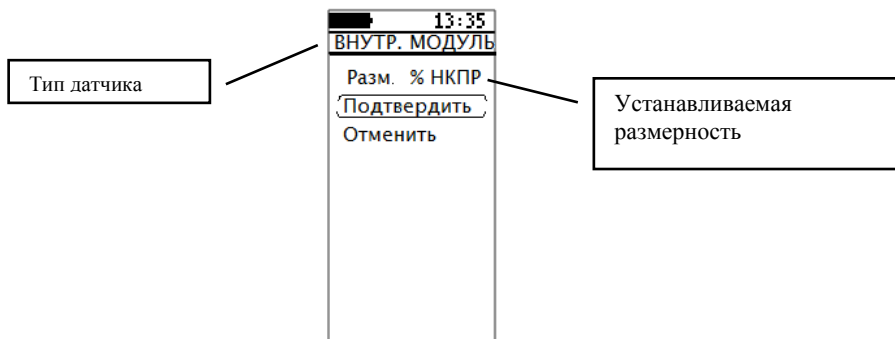 13:35
ВНУТР. МОДУЛЬ
Тип датчика
Разм. % НКПР
Подтвердить
Отменить
Устанавливаемая
размерность